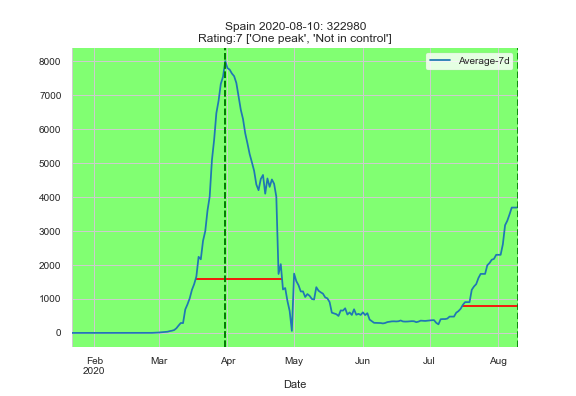 Spain 2020-08-10: 322980
Rating:7 ['One peak', 'Not in control']
Average-7d
8000
7000
6000
5000
4000
3000
2000
1000
0
Feb Mar Apr May Jun Jul Aug
2020
Date